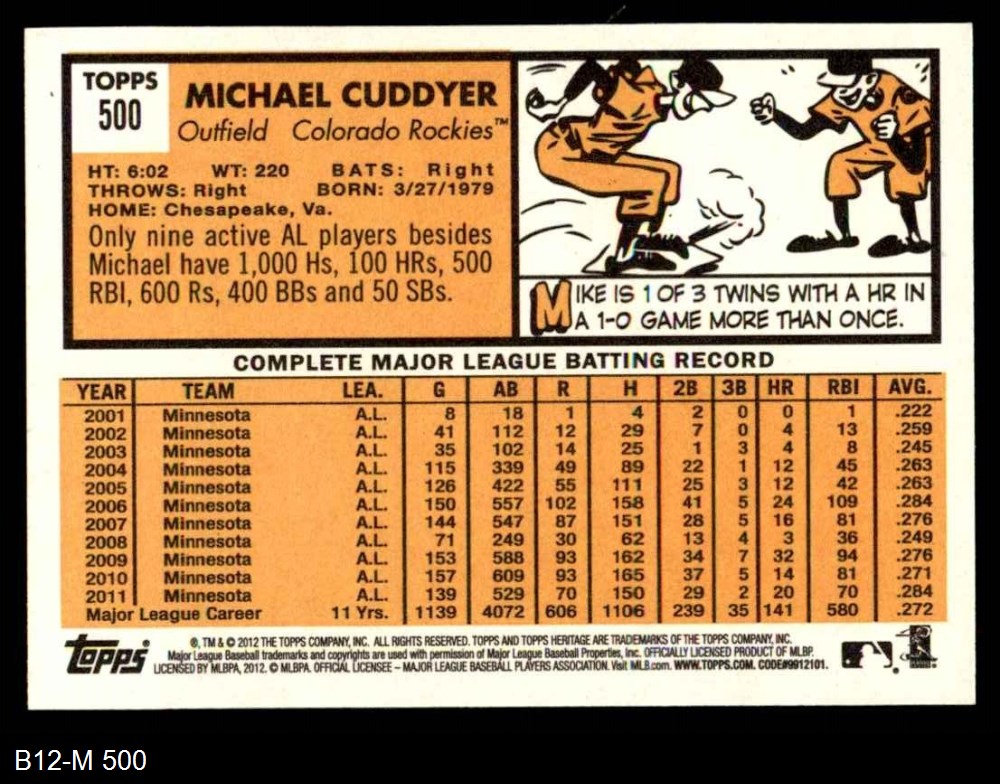 TOPPS
500
MICHAEL CUDDYER
Outfield Colorado Rockies™
HT: 6:02 WT: 220 BATS: Right
THROWS: Right BORN: 3/27/1979
HOME: Chesapeake, Va.
Only nine active AL players besides
Michael have 1,000 Hs, 100 HRs, 500
RBI, 600 Rs, 400 BBs and 50 SBs.
MIKE IS 1 OF 3 TWINS WITH A HR IN
A 1-0 GAME MORE THAN ONCE.
COMPLETE MAJOR LEAGUE BATTING RECORD
YEAR TEAM LEA. G AB R H 2B 3B HR RBI AVG.
2001 Minnesota A.L. 8 18 1 4 2 0 0 1 .222
2002 Minnesota A.L. 41 112 12 29 7 0 4 13 .259
2003 Minnesota A.L. 35 102 14 25 1 3 4 8 .245
2004 Minnesota A.L. 115 339 49 89 22 1 12 45 .263
2005 Minnesota A.L. 126 422 55 111 25 3 12 42 .263
2006 Minnesota A.L. 150 557 102 158 41 5 24 109 .284
2007 Minnesota A.L. 144 547 87 151 28 5 16 81 .276
2008 Minnesota A.L. 71 249 30 62 13 4 3 36 .249
2009 Minnesota A.L. 153 588 93 162 34 7 32 94 .276
2010 Minnesota A.L. 157 609 93 165 37 5 14 81 .271
2011 Minnesota A.L. 139 529 70 150 29 2 20 70 .284
Major League Career 11 Yrs. 1139 4072 606 1106 239 35 141 580 .272
Topps
®, TM & © 2012 THE TOPPS COMPANY, INC. ALL RIGHTS RESERVED. TOPPS AND TOPPS HERITAGE ARE TRADEMARKS OF THE TOPPS COMPANY, INC.
Major League Baseball trademarks and copyrights are used with permission of Major League Baseball Properties, Inc. OFFICIALLY LICENSED PRODUCT OF MLBP.
LICENSED BY MLBPA, 2012. © MLBPA. OFFICIAL LICENSEE – MAJOR LEAGUE BASEBALL PLAYERS ASSOCIATION. Visit MLB.com. WWW.TOPPS.COM. CODE#9912101.
B12-M 500